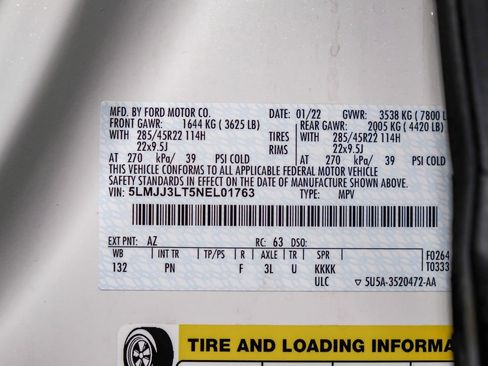 MFD. BY FORD MOTOR CO.
DATE: 01/22 GVWR: 3538 KG ( 7800
FRONT GAWR: 1644 KG ( 3625 LB) REAR GAWR: 2005 KG ( 4420 LB)
WITH 285/45R22 114H TIRES WITH 285/45R22 114H
22x9.5J RIMS 22x9.5J
AT 270 kPa/ 39 PSI COLD AT 270 kPa/ 39 PSI COLD
THIS VEHICLE CONFORMS TO ALL APPLICABLE FEDERAL MOTOR VEHICLE
SAFETY STANDARDS IN EFFECT ON THE DATE OF MANUFACTURE SHOWN ABOVE.
VIN: 5LMJJ3LT5NEL01763 TYPE: MPV
EXT PNT: AZ RC: 63 DSO:
WB INT TR TP/PS R AXLE TR SPR F0264
132 PN F 3L U KKKK T0333
ULC ▽ 5U5A-3520472-AA
TIRE AND LOADING INFORMA